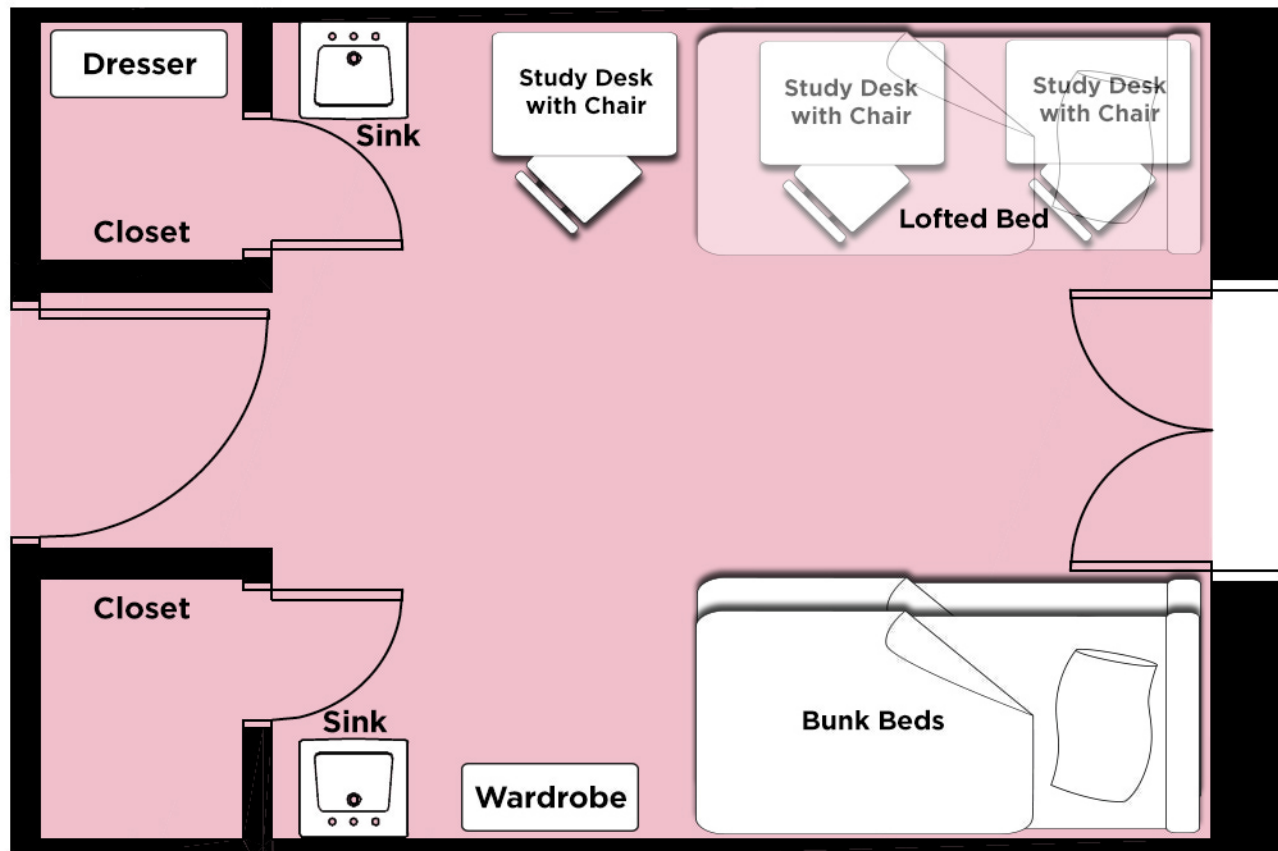 Dresser
Sink
Closet
Study Desk
with Chair
Study Desk
with Chair
Study Desk
with Chair
Lofted Bed
Closet
Sink
Wardrobe
Bunk Beds